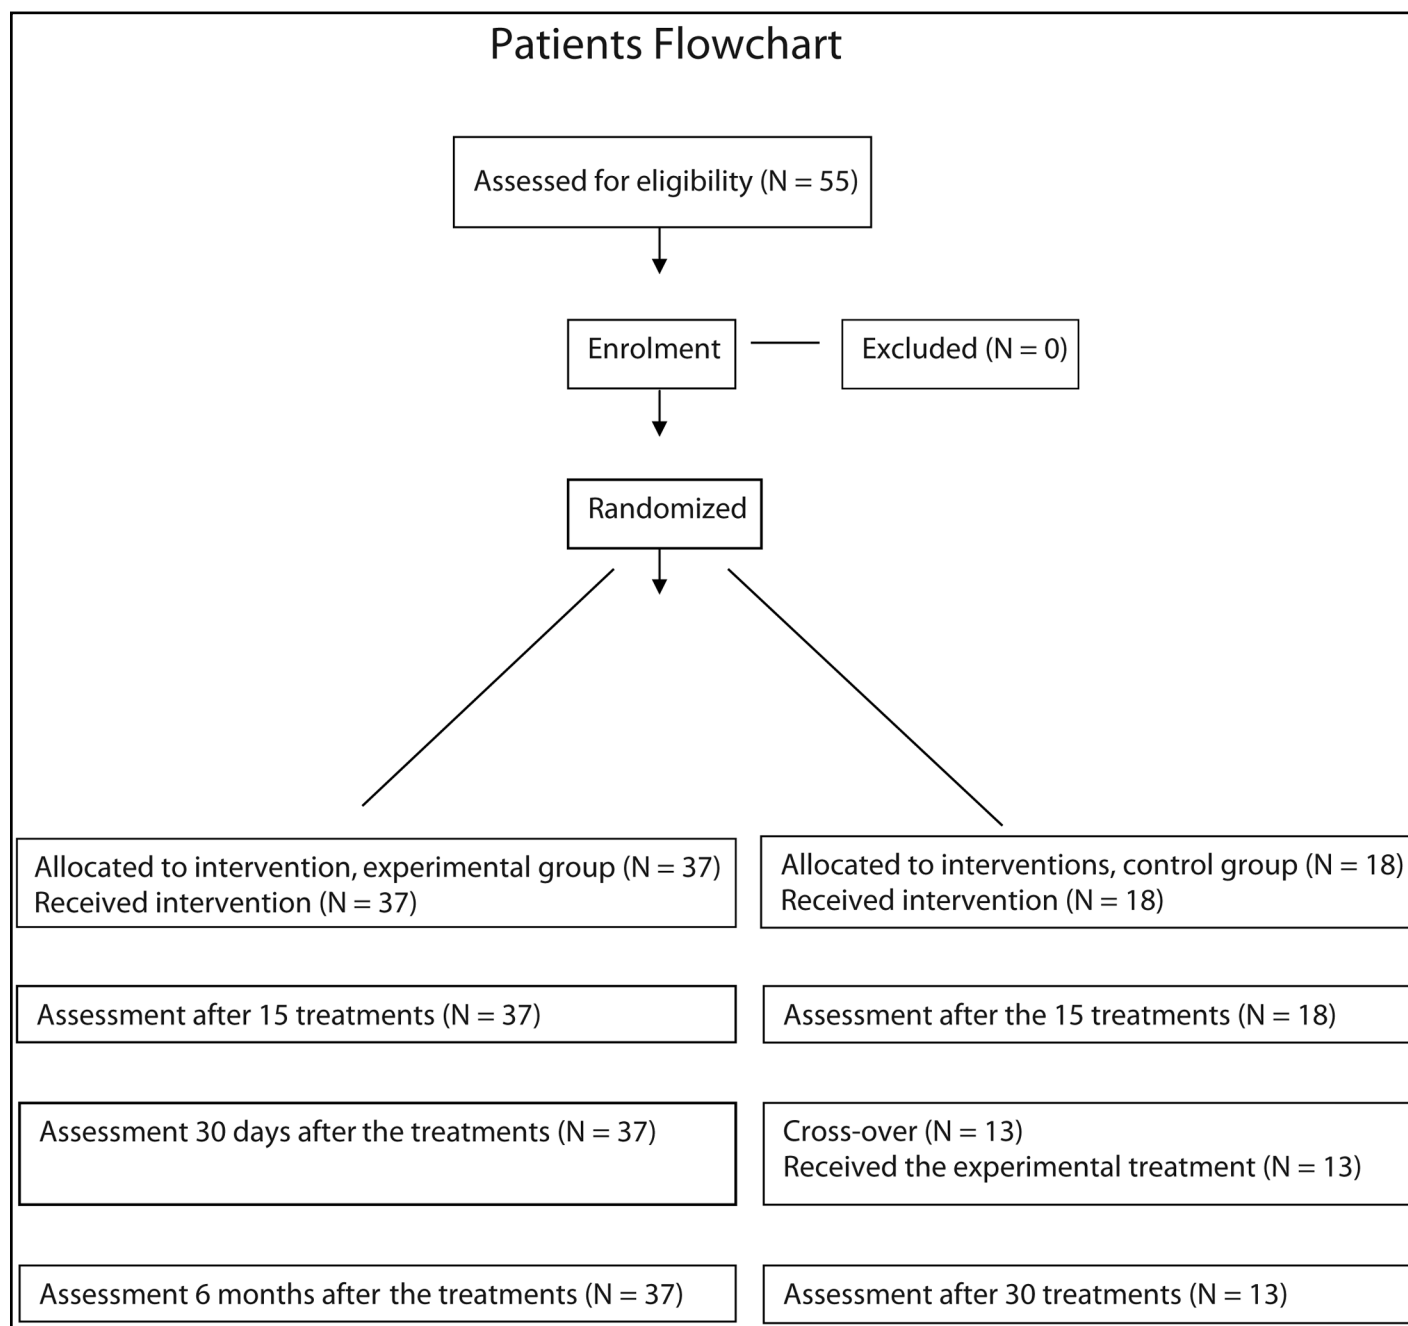 Patients Flowchart
Assessed for eligibility (N = 55)
Enrolment
Excluded (N = 0)
Randomized
Allocated to intervention, experimental group (N = 37)
Received intervention (N = 37)
Allocated to interventions, control group (N = 18)
Received intervention (N = 18)
Assessment after 15 treatments (N = 37)
Assessment after the 15 treatments (N = 18)
Assessment 30 days after the treatments (N = 37)
Cross-over (N = 13)
Received the experimental treatment (N = 13)
Assessment 6 months after the treatments (N = 37)
Assessment after 30 treatments (N = 13)